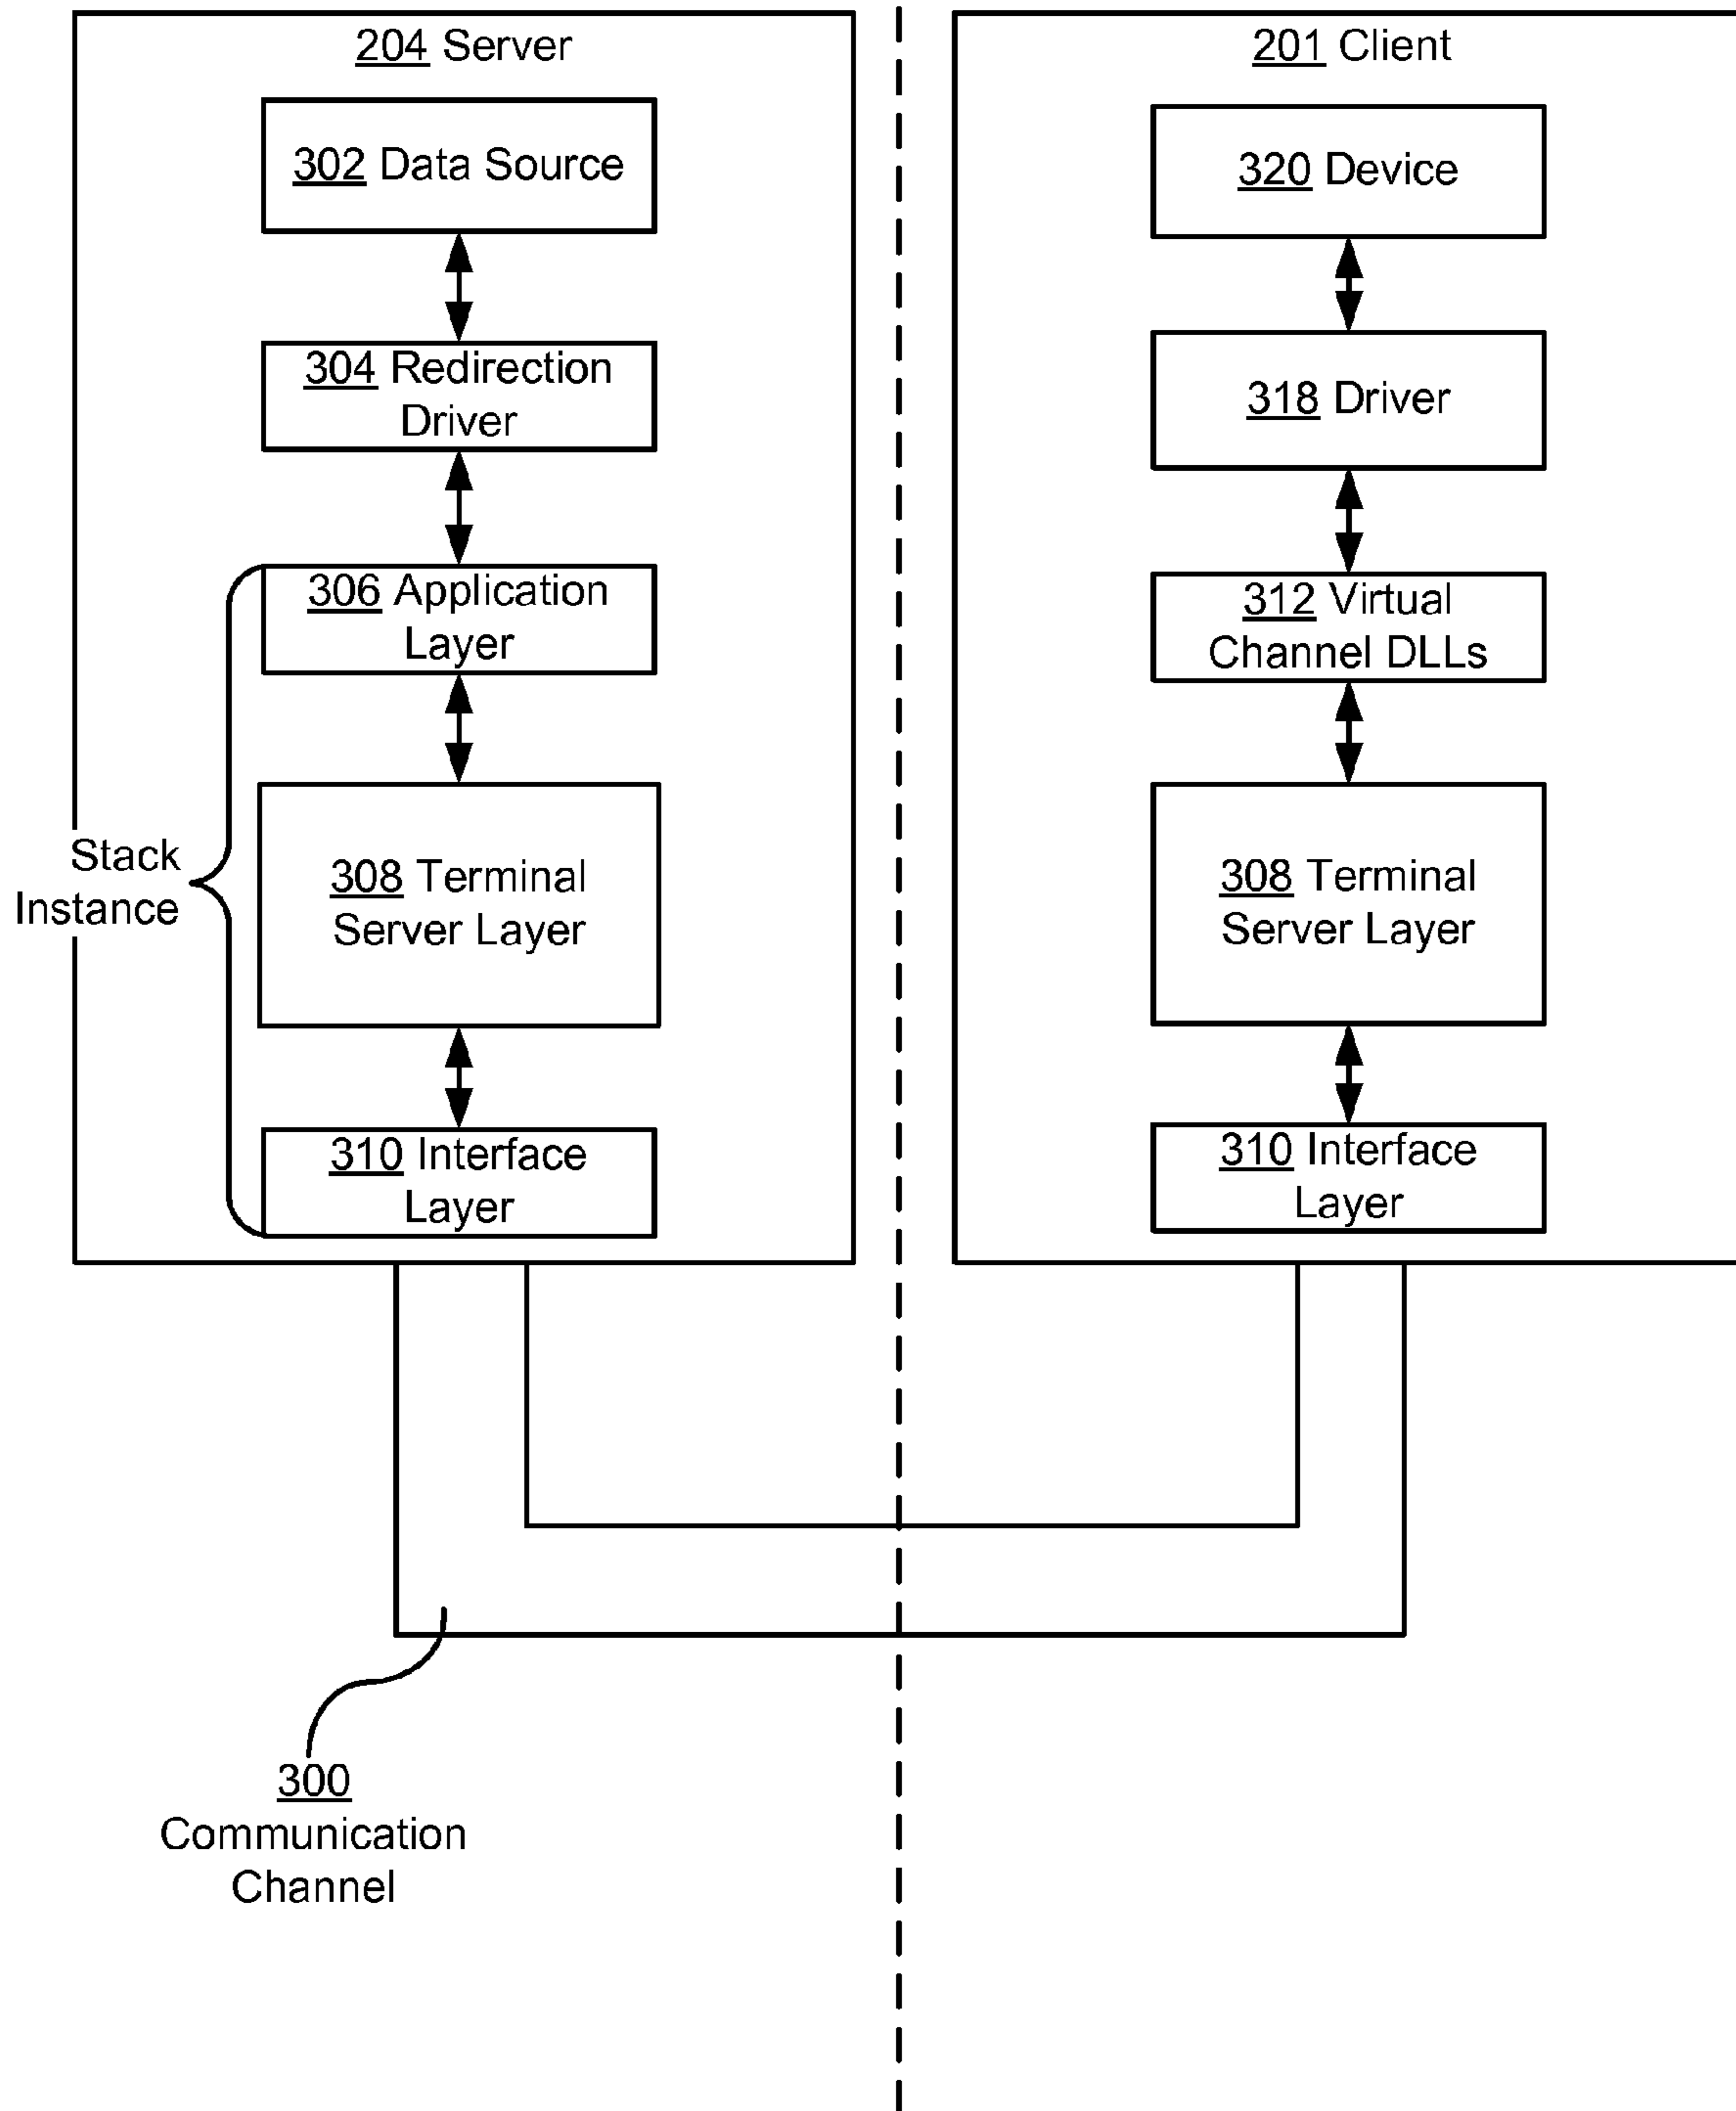 204 Server
302 Data Source
304 Redirection
Driver
306 Application
Layer
Stack
Instance
308 Terminal
Server Layer
310 Interface
Layer
201 Client
320 Device
318 Driver
312 Virtual
Channel DLLs
308 Terminal
Server Layer
310 Interface
Layer
300
Communication
Channel